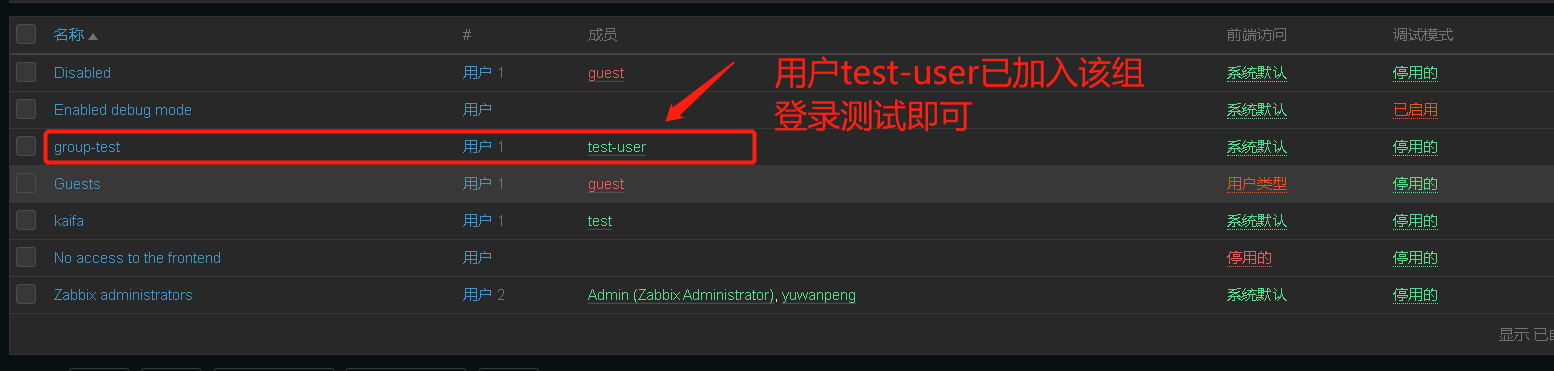 名称 # 成员 前端访问 调试模式
Disabled 用户 1 guest 系统默认 停用的
用户test-user已加入该组
登录测试即可
Enabled debug mode 用户 系统默认 已启用
group-test 用户 1 test-user 系统默认 停用的
Guests 用户 1 guest 用户类型 停用的
kaifa 用户 1 test 系统默认 停用的
No access to the frontend 用户 停用的 停用的
Zabbix administrators 用户 2 Admin (Zabbix Administrator), yuwanpeng 系统默认 停用的
显示 已